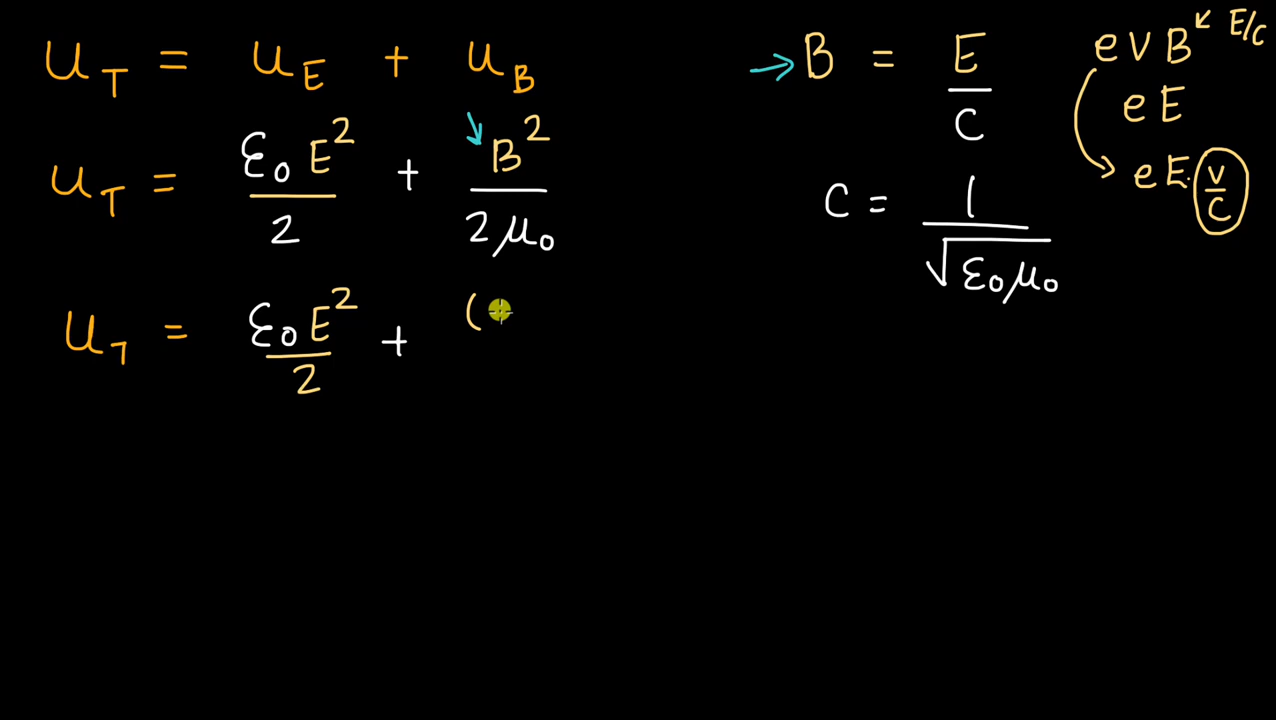 u_T = u_E + u_B
u_T = ε₀E²/2 + B²/2μ₀
u_T = ε₀E²/2 + (
B = E/C
C = 1/√ε₀μ₀
evB E/C
eE
eE. v/C